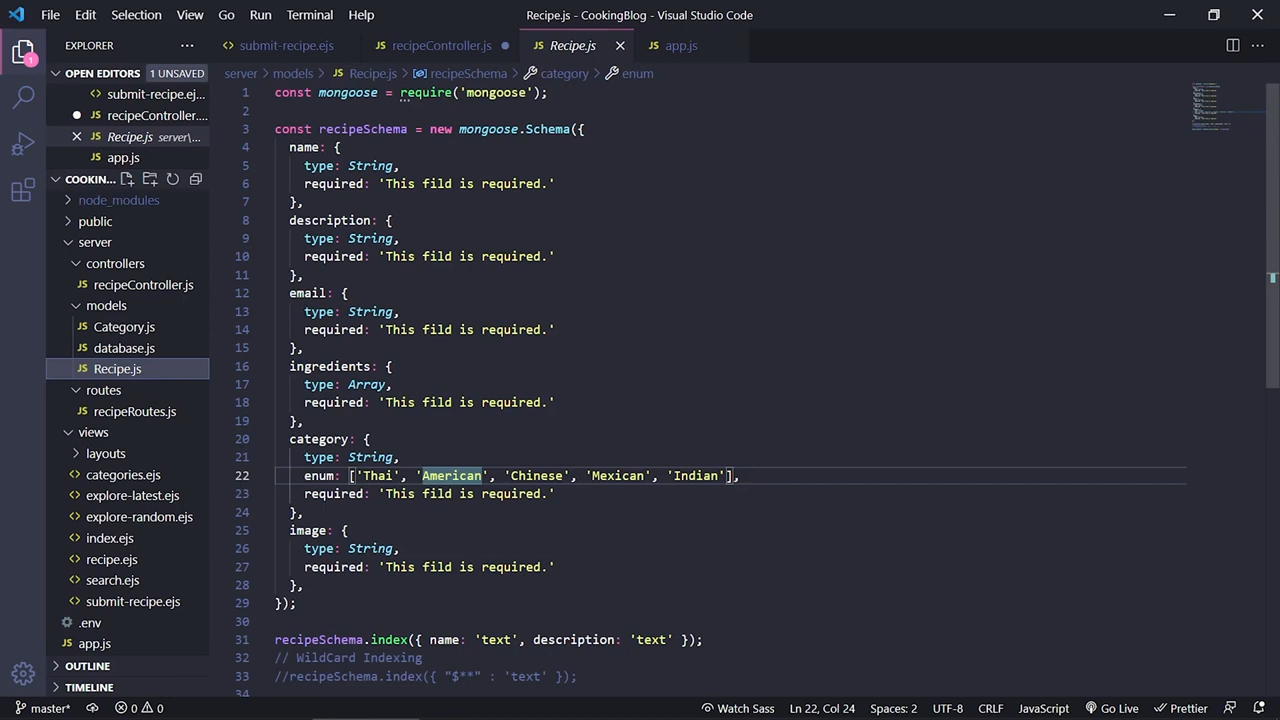 File Edit Selection View Go Run Terminal Help Recipe.js - CookingBlog - Visual Studio Code
EXPLORER ... submit-recipe.ejs recipeController.js Recipe.js app.js
OPEN EDITORS 1 UNSAVED
submit-recipe.ej...
recipeController....
Recipe.js server\...
app.js
COOKIN...
node_modules
public
server
controllers
recipeController.js
models
Category.js
database.js
Recipe.js
routes
recipeRoutes.js
views
layouts
categories.ejs
explore-latest.ejs
explore-random.ejs
index.ejs
recipe.ejs
search.ejs
submit-recipe.ejs
.env
app.js
OUTLINE
TIMELINE
server > models > Recipe.js > recipeSchema > category > enum
1 const mongoose = require('mongoose');
2
3 const recipeSchema = new mongoose.Schema({
4 name: {
5 type: String,
6 required: 'This fild is required.'
7 },
8 description: {
9 type: String,
10 required: 'This fild is required.'
11 },
12 email: {
13 type: String,
14 required: 'This fild is required.'
15 },
16 ingredients: {
17 type: Array,
18 required: 'This fild is required.'
19 },
20 category: {
21 type: String,
22 enum: ['Thai', 'American', 'Chinese', 'Mexican', 'Indian'],
23 required: 'This fild is required.'
24 },
25 image: {
26 type: String,
27 required: 'This fild is required.'
28 },
29 });
30
31 recipeSchema.index({ name: 'text', description: 'text' });
32 // WildCard Indexing
33 //recipeSchema.index({ "$**" : 'text' });
34
master* 0 0 Watch Sass Ln 22, Col 24 Spaces: 2 UTF-8 CRLF JavaScript Go Live Prettier